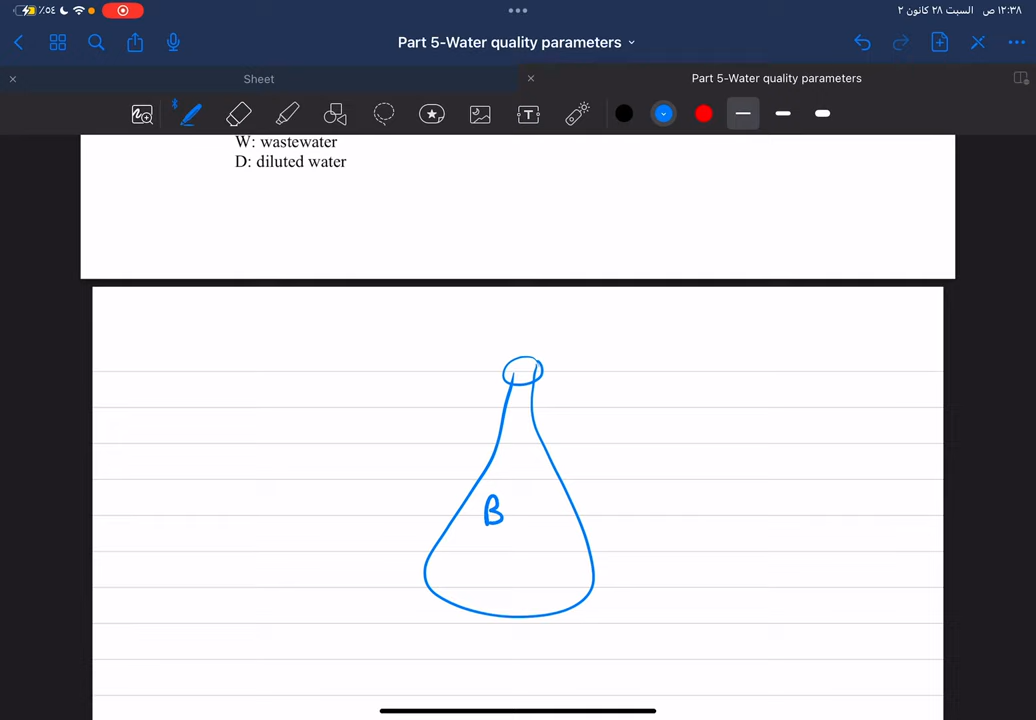 ٪٥٤
١٢:٣٨ ص السبت ٢٨ كانون ٢
Part 5-Water quality parameters
Sheet
Part 5-Water quality parameters
T
W: wastewater
D: diluted water
B